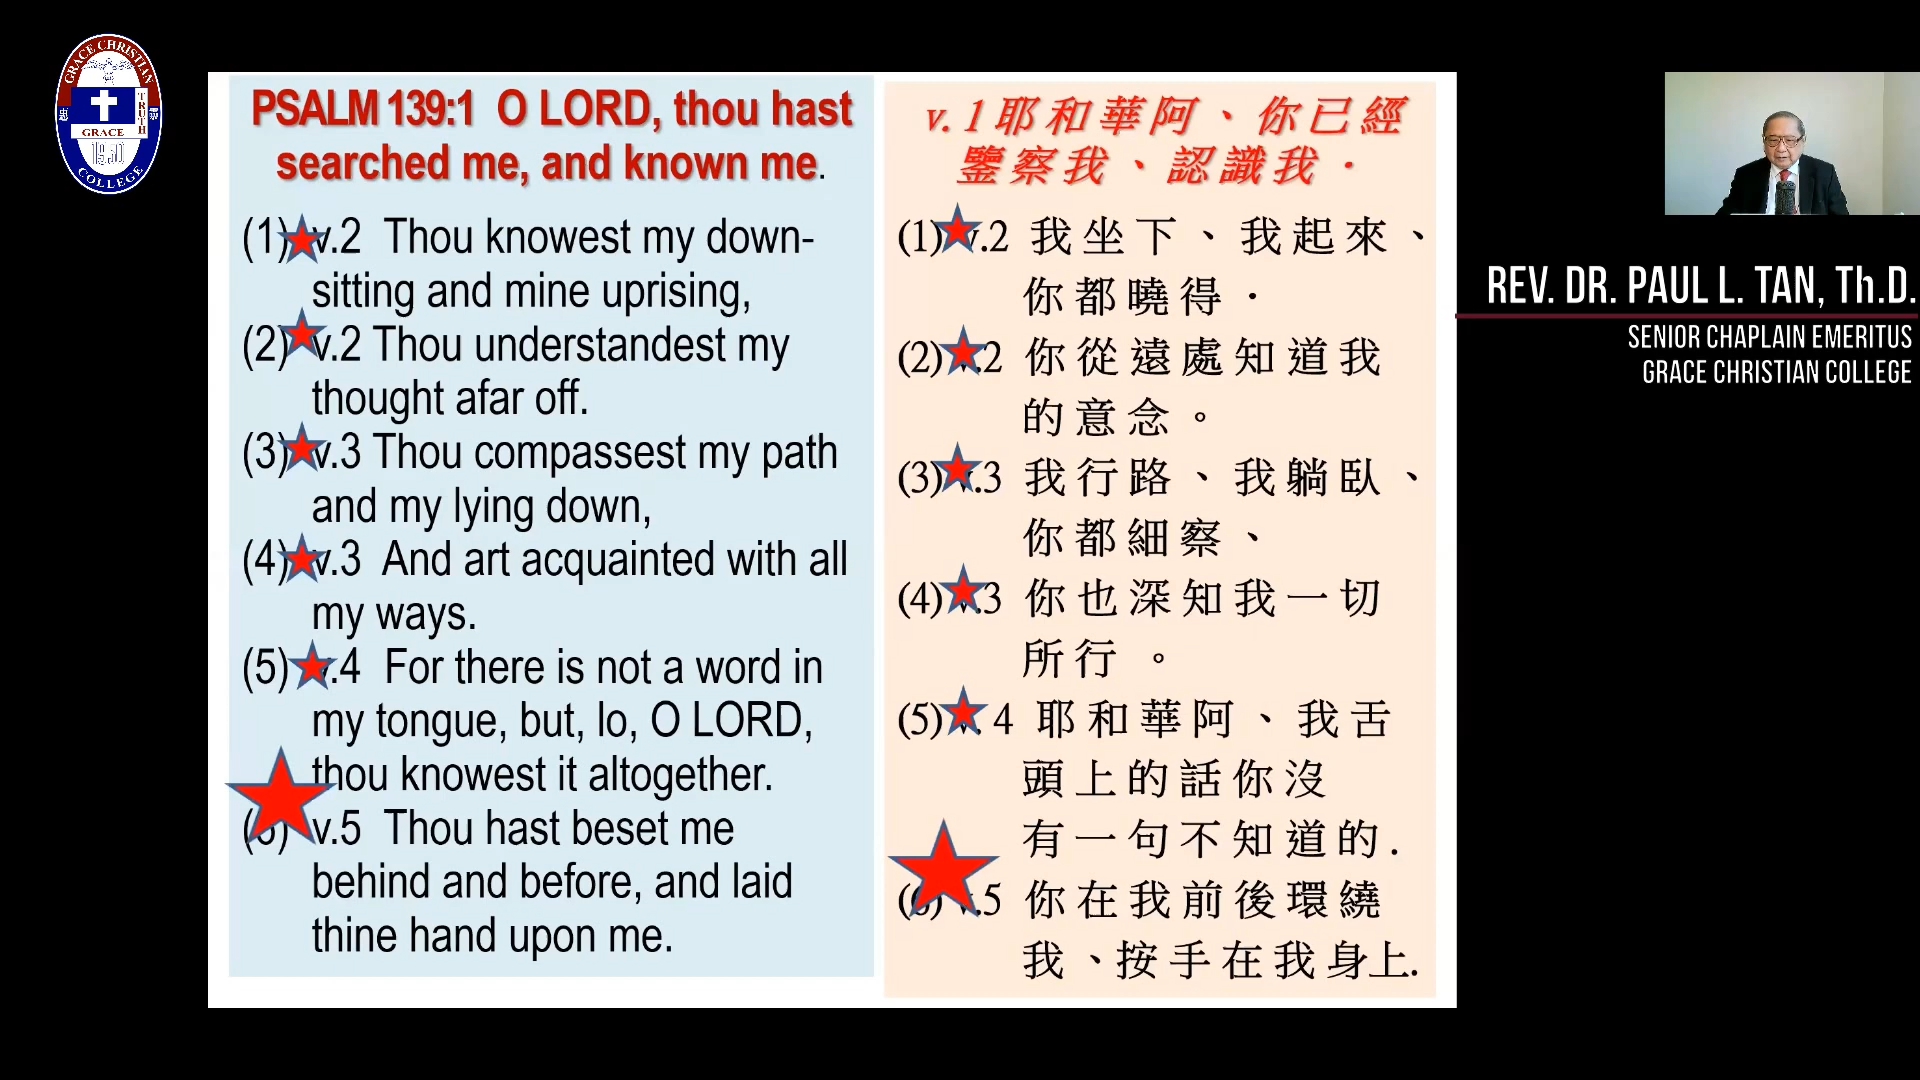 GRACE CHRISTIAN
TRUTH
GRACE
1950
COLLEGE
PSALM 139:1 O LORD, thou hast
searched me, and known me.
(1) v.2 Thou knowest my down-
sitting and mine uprising,
(2) v.2 Thou understandest my
thought afar off.
(3) v.3 Thou compassest my path
and my lying down,
(4) v.3 And art acquainted with all
my ways.
(5) v.4 For there is not a word in
my tongue, but, lo, O LORD,
thou knowest it altogether.
(6) v.5 Thou hast beset me
behind and before, and laid
thine hand upon me.
v. 1 耶和華阿、你已經
鑒察我、認識我．
(1) v.2 我坐下、我起來、
你都曉得．
(2) v.2 你從遠處知道我
的意念。
(3) v.3 我行路、我躺臥、
你都細察、
(4) v.3 你也深知我一切
所行 。
(5) v. 4 耶和華阿、我舌
頭上的話你沒
有一句不知道的.
(6) v.5 你在我前後環繞
我、按手在我身上.
REV. DR. PAUL L. TAN, Th.D.
SENIOR CHAPLAIN EMERITUS
GRACE CHRISTIAN COLLEGE